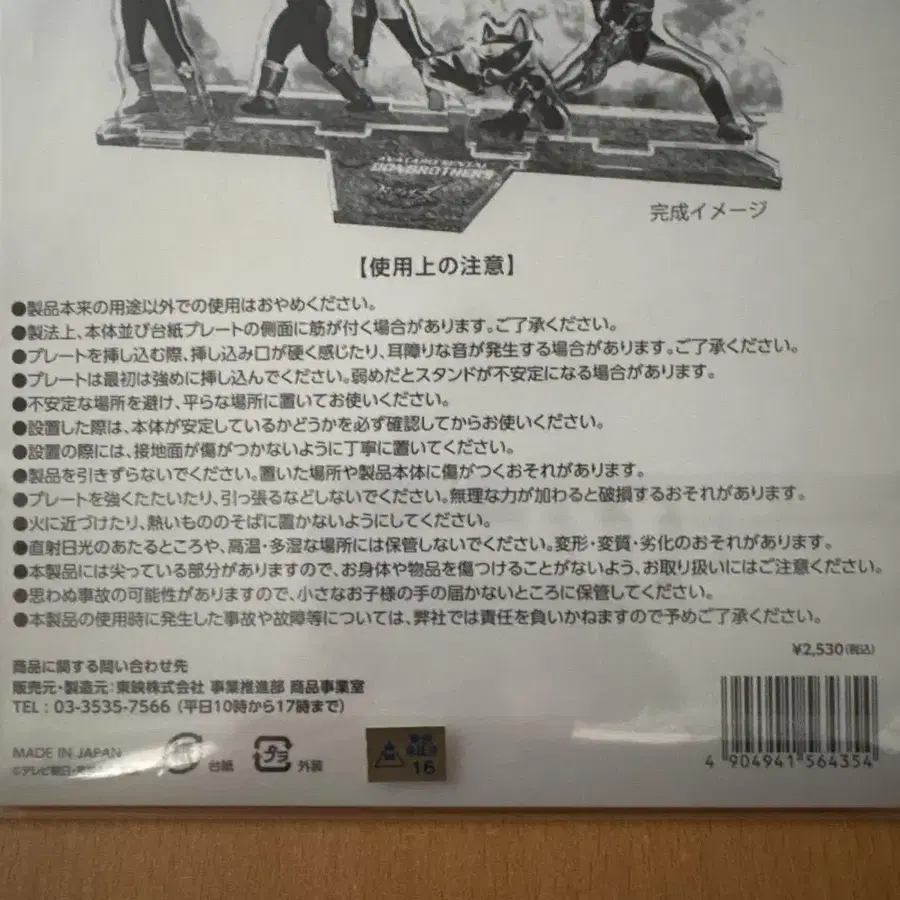 AVATARO SENTAI
DONBROTHERS
完成イメージ
【使用上の注意】
●製品本来の用途以外での使用はおやめください。
●製法上、本体並び台紙プレートの側面に筋が付く場合があります。ご了承ください。
●プレートを挿し込む際、挿し込み口が硬く感じたり、耳障りな音が発生する場合があります。ご了承ください。
●プレートは最初は強めに挿し込んでください。弱めだとスタンドが不安定になる場合があります。
●不安定な場所を避け、平らな場所に置いてお使いください。
●設置した際は、本体が安定しているかどうかを必ず確認してからお使いください。
●設置の際には、接地面が傷がつかないように丁寧に置いてください。
●製品を引きずらないでください。置いた場所や製品本体に傷がつくおそれがあります。
●プレートを強くたたいたり、引っ張るなどしないでください。無理な力が加わると破損するおそれがあります。
●火に近づけたり、熱いもののそばに置かないようにしてください。
●直射日光のあたるところや、高温・多湿な場所には保管しないでください。変形・変質・劣化のおそれがあります。
●本製品には尖っている部分がありますので、お身体や物品を傷つけることがないよう、お取り扱いにはご注意ください。
●思わぬ事故の可能性がありますので、小さなお子様の手の届かないところに保管してください。
●本製品の使用時に発生した事故や故障等については、弊社では責任を負いかねますので予めご了承ください。
¥2,530(税込)
商品に関する問い合わせ先
販売元・製造元：東映株式会社 事業推進部 商品事業室
TEL：03-3535-7566（平日10時から17時まで）
MADE IN JAPAN
©テレビ朝日・
紙 台紙
プラ 外装
16
4 904941 564354